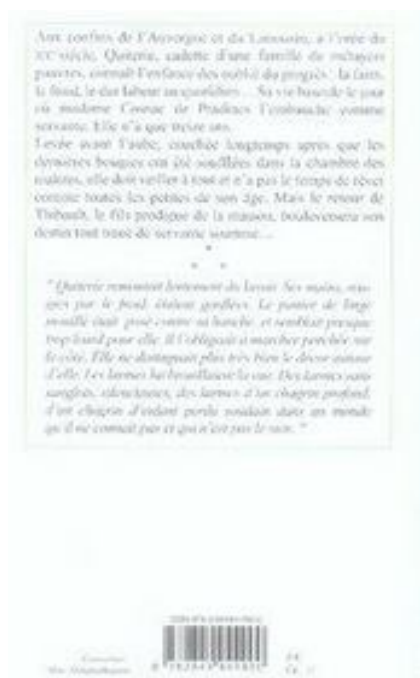 Aux confins de l'Auvergne et du Limousin, à l'orée du
XXe siècle, Quiterie, cadette d'une famille de métayers
pauvres, connaît l'enfance des oubliés du progrès : la faim,
le froid, le dur labeur au quotidien... Sa vie bascule le jour
où madame de Pradines l'embauche comme
servante. Elle n'a que treize ans.
Levée avant l'aube, couchée longtemps après que les
dernières bougies ont été soufflées dans la chambre des
maîtres, elle doit veiller à tout et n'a pas le temps de rêver
comme toutes les petites de son âge. Mais le retour de
Thibault, le fils prodigue de la maison, bouleversera son
destin tout tracé de servante soumise...
*
* *
" Quiterie remontait lentement du lavoir. Ses mains, rou-
gies par le froid, étaient gonflées. Le panier de linge
mouillé était posé contre sa hanche, et semblait presque
trop lourd pour elle. Il l'obligeait à marcher penchée sur
le côté. Elle ne distinguait plus très bien le décor autour
d'elle. Les larmes lui brouillaient la vue. Des larmes sans
sanglots, silencieuses, des larmes d'un chagrin profond,
d'un chagrin d'enfant perdu soudain dans un monde
qu'il ne connaît pas et qui n'est pas le sien. "